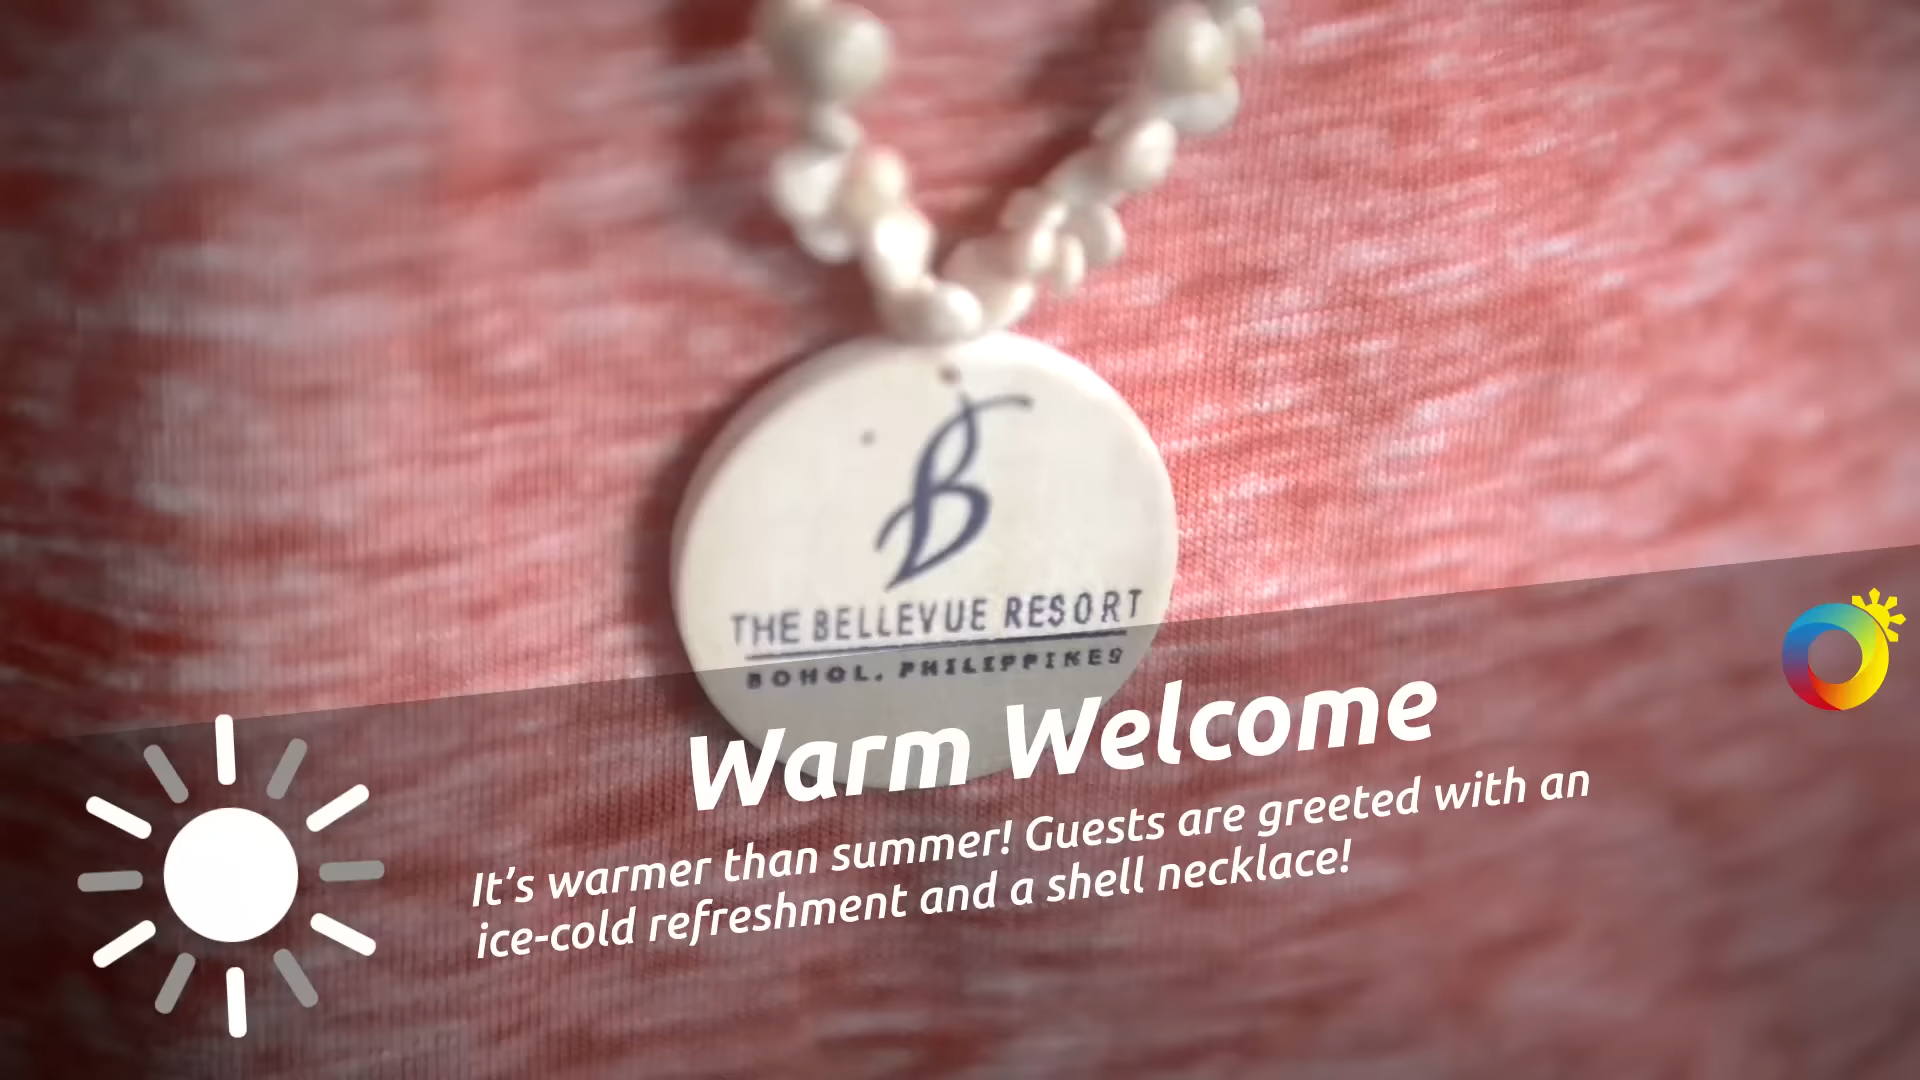 B
THE BELLEVUE RESORT
BOHOL, PHILIPPINES
Warm Welcome
It's warmer than summer! Guests are greeted with an
ice-cold refreshment and a shell necklace!